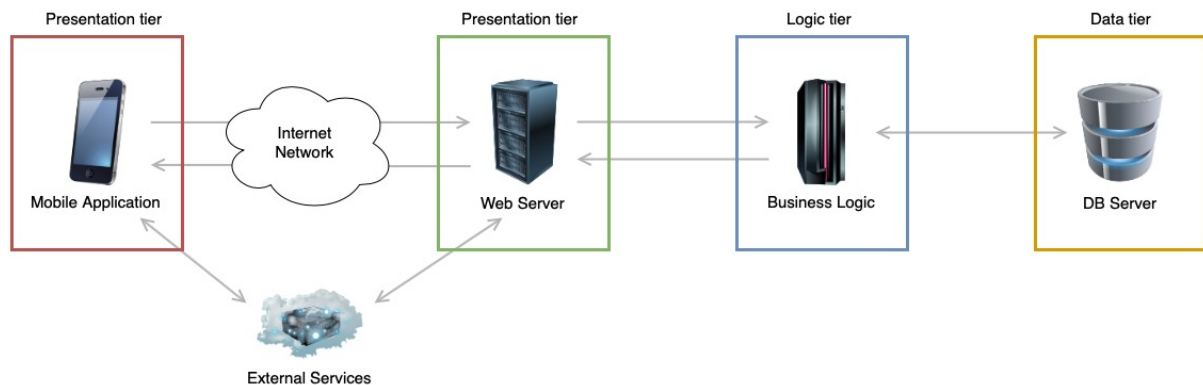 Presentation tier
Presentation tier
Logic tier
Data tier
Internet
Network
Mobile Application
Web Server
Business Logic
DB Server
External Services